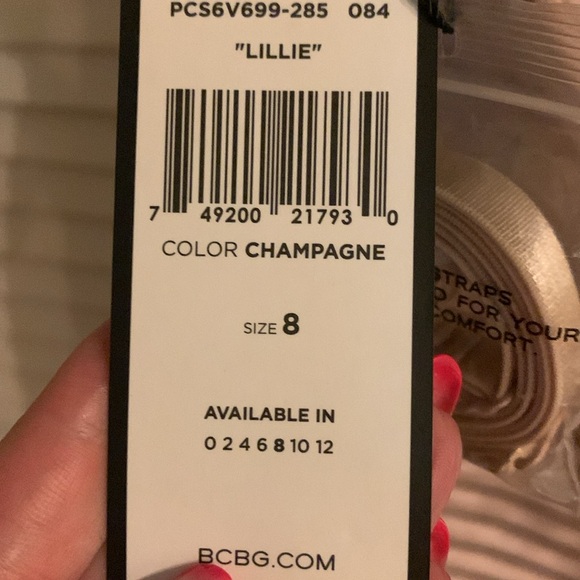 PCS6V699-285 084
"LILLIE"
7 49200 21793 0
COLOR CHAMPAGNE
SIZE 8
AVAILABLE IN
0 2 4 6 8 10 12
BCBG.COM
STRAPS
FOR YOUR
COMFORT.